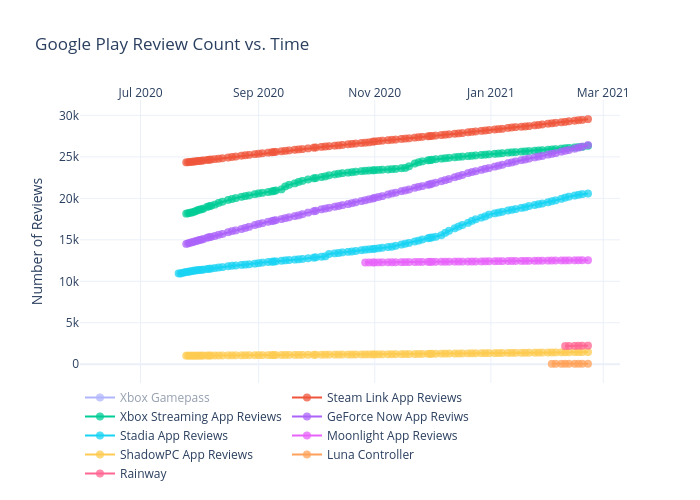 Google Play Review Count vs. Time
Jul 2020 Sep 2020 Nov 2020 Jan 2021 Mar 2021
30k
25k
20k
15k
10k
5k
0
Number of Reviews
Xbox Gamepass Steam Link App Reviews
Xbox Streaming App Reviews GeForce Now App Reviws
Stadia App Reviews Moonlight App Reviews
ShadowPC App Reviews Luna Controller
Rainway